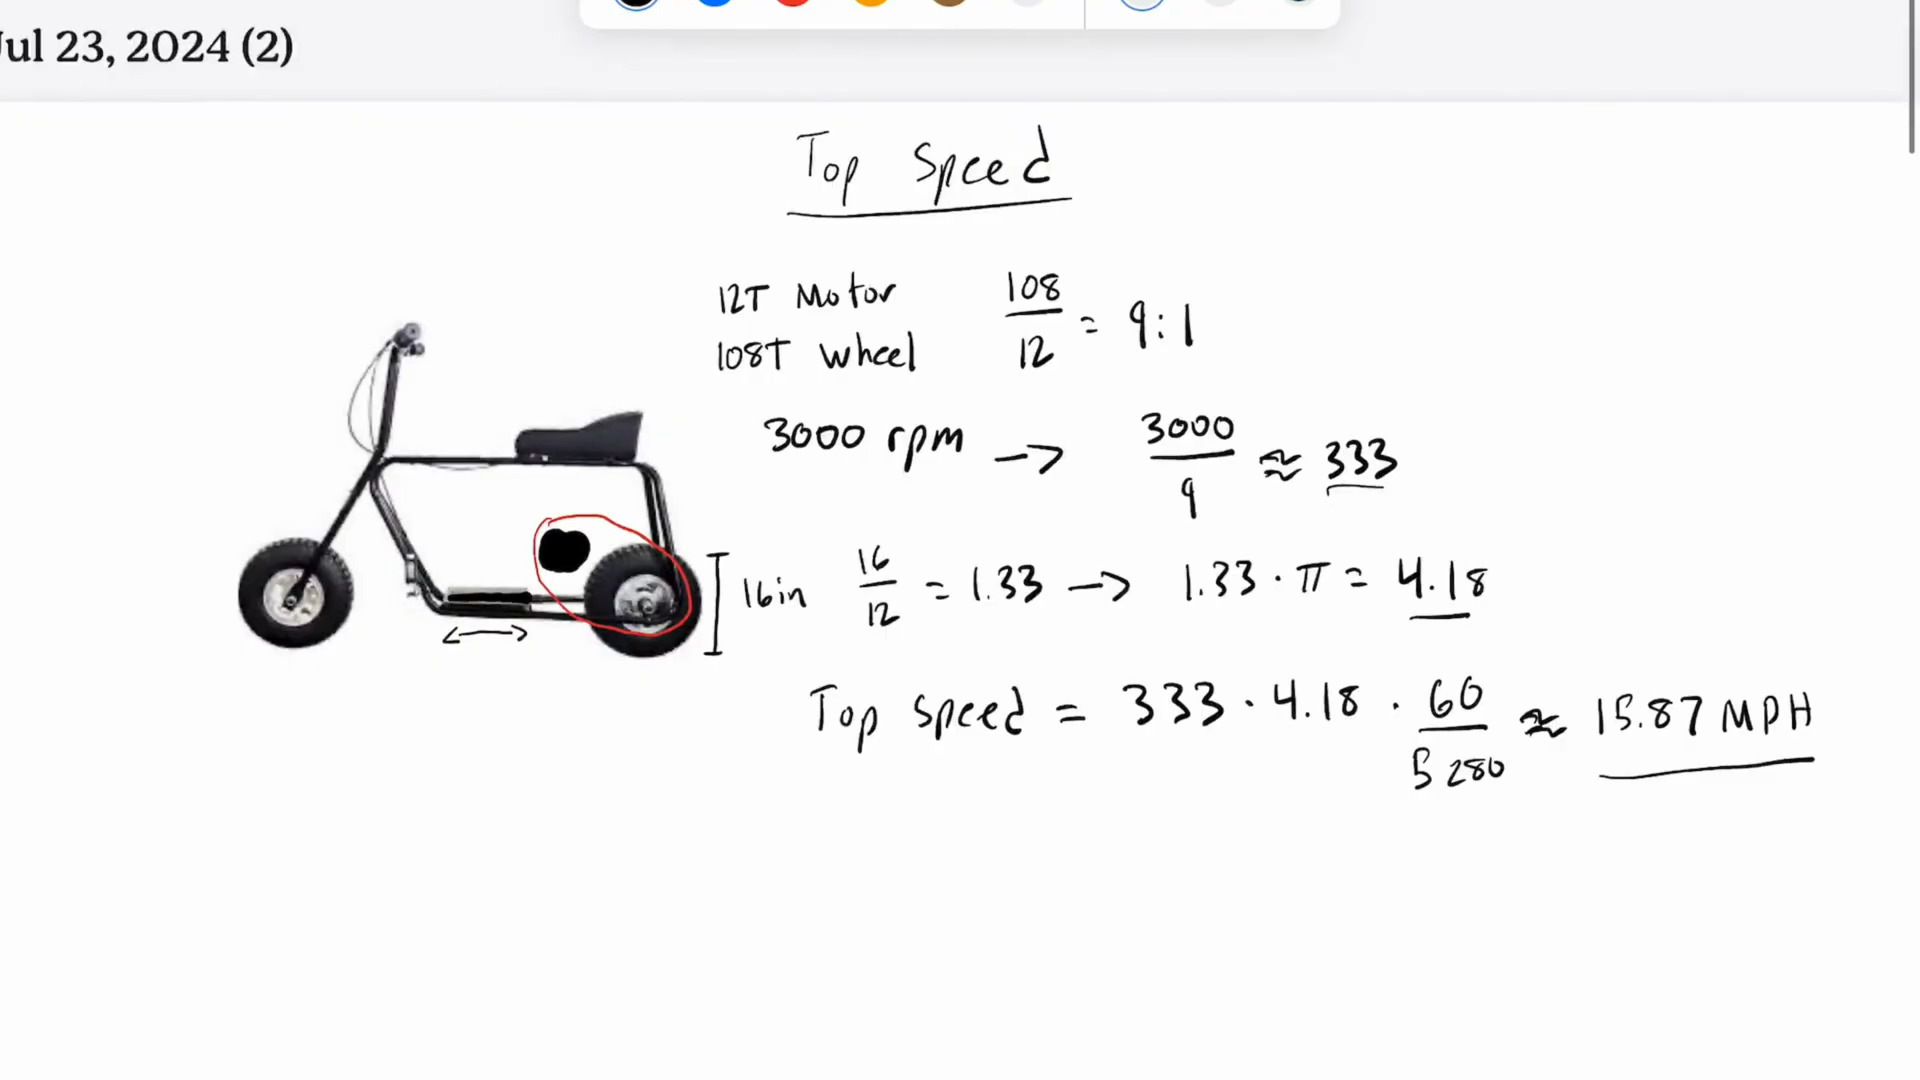 Jul 23, 2024 (2)
Top Speed
12T Motor 108/12 = 9:1
108T Wheel
3000 rpm → 3000/9 ≈ 333
16in 16/12 = 1.33 → 1.33 · π = 4.18
Top speed = 333 · 4.18 · 60/5280 ≈ 15.87 MPH